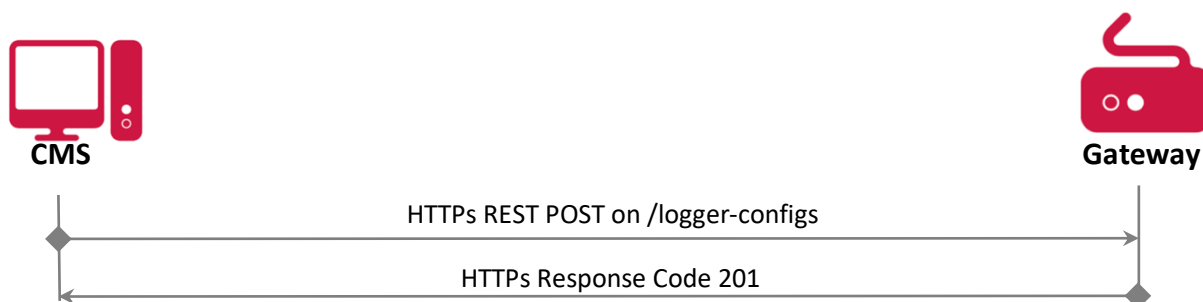 CMS
Gateway
HTTPs REST POST on /logger-configs
HTTPs Response Code 201